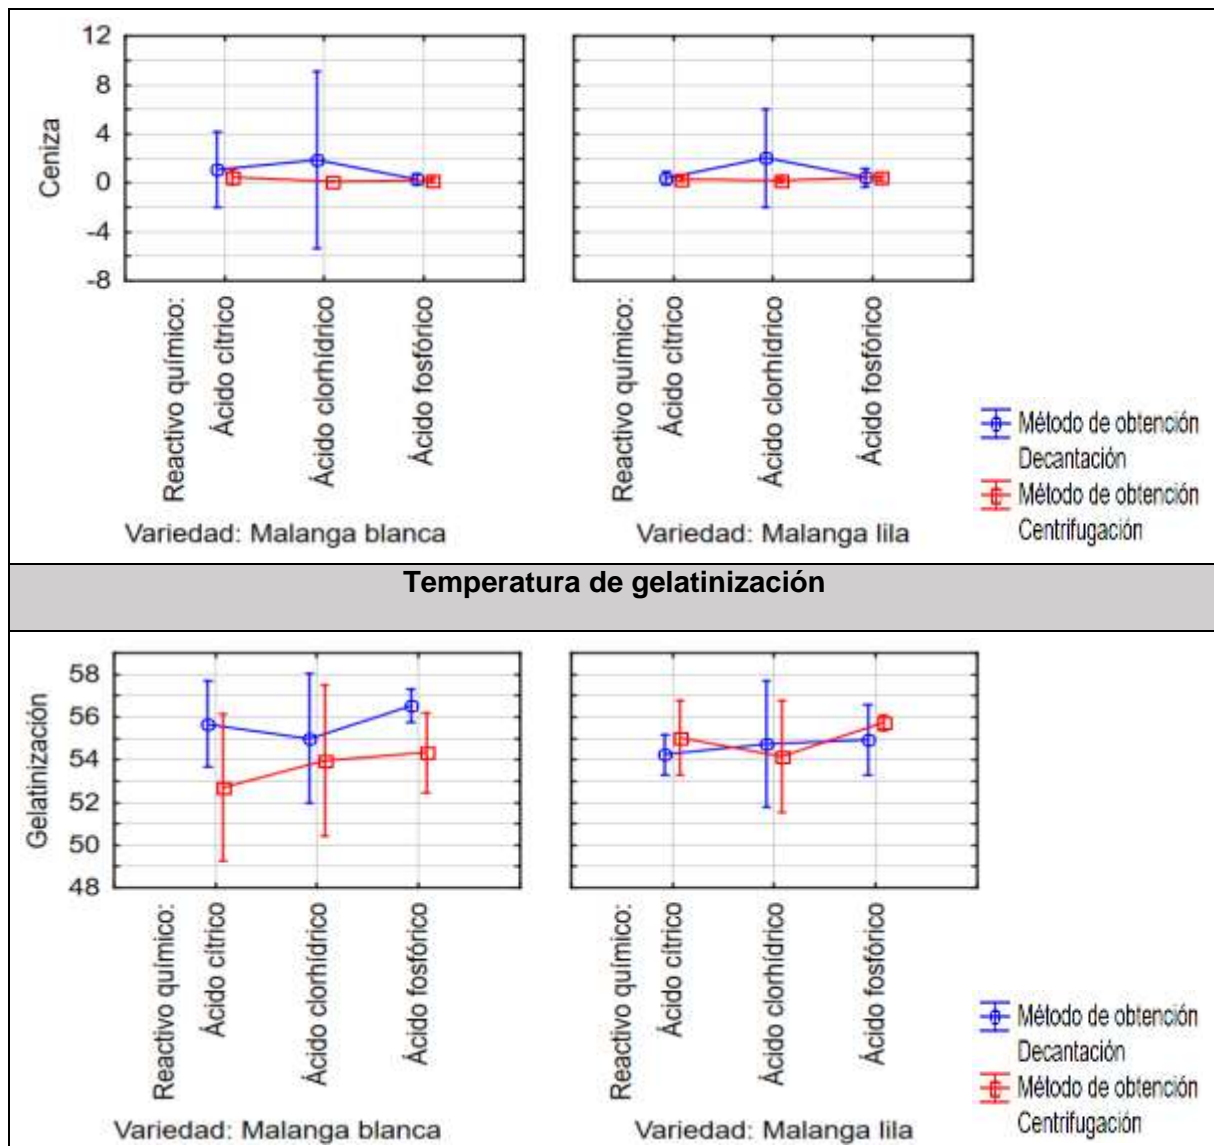 12
8
4
0
-4
-8
Ceniza
Reactivo químico:
Ácido cítrico
Ácido clorhídrico
Ácido fosfórico
Variedad: Malanga blanca
Reactivo químico:
Ácido cítrico
Ácido clorhídrico
Ácido fosfórico
Variedad: Malanga lila
Método de obtención
Decantación
Método de obtención
Centrifugación
Temperatura de gelatinización
58
56
54
52
50
48
Gelatinización
Reactivo químico:
Ácido cítrico
Ácido clorhídrico
Ácido fosfórico
Variedad: Malanga blanca
Reactivo químico:
Ácido cítrico
Ácido clorhídrico
Ácido fosfórico
Variedad: Malanga lila
Método de obtención
Decantación
Método de obtención
Centrifugación